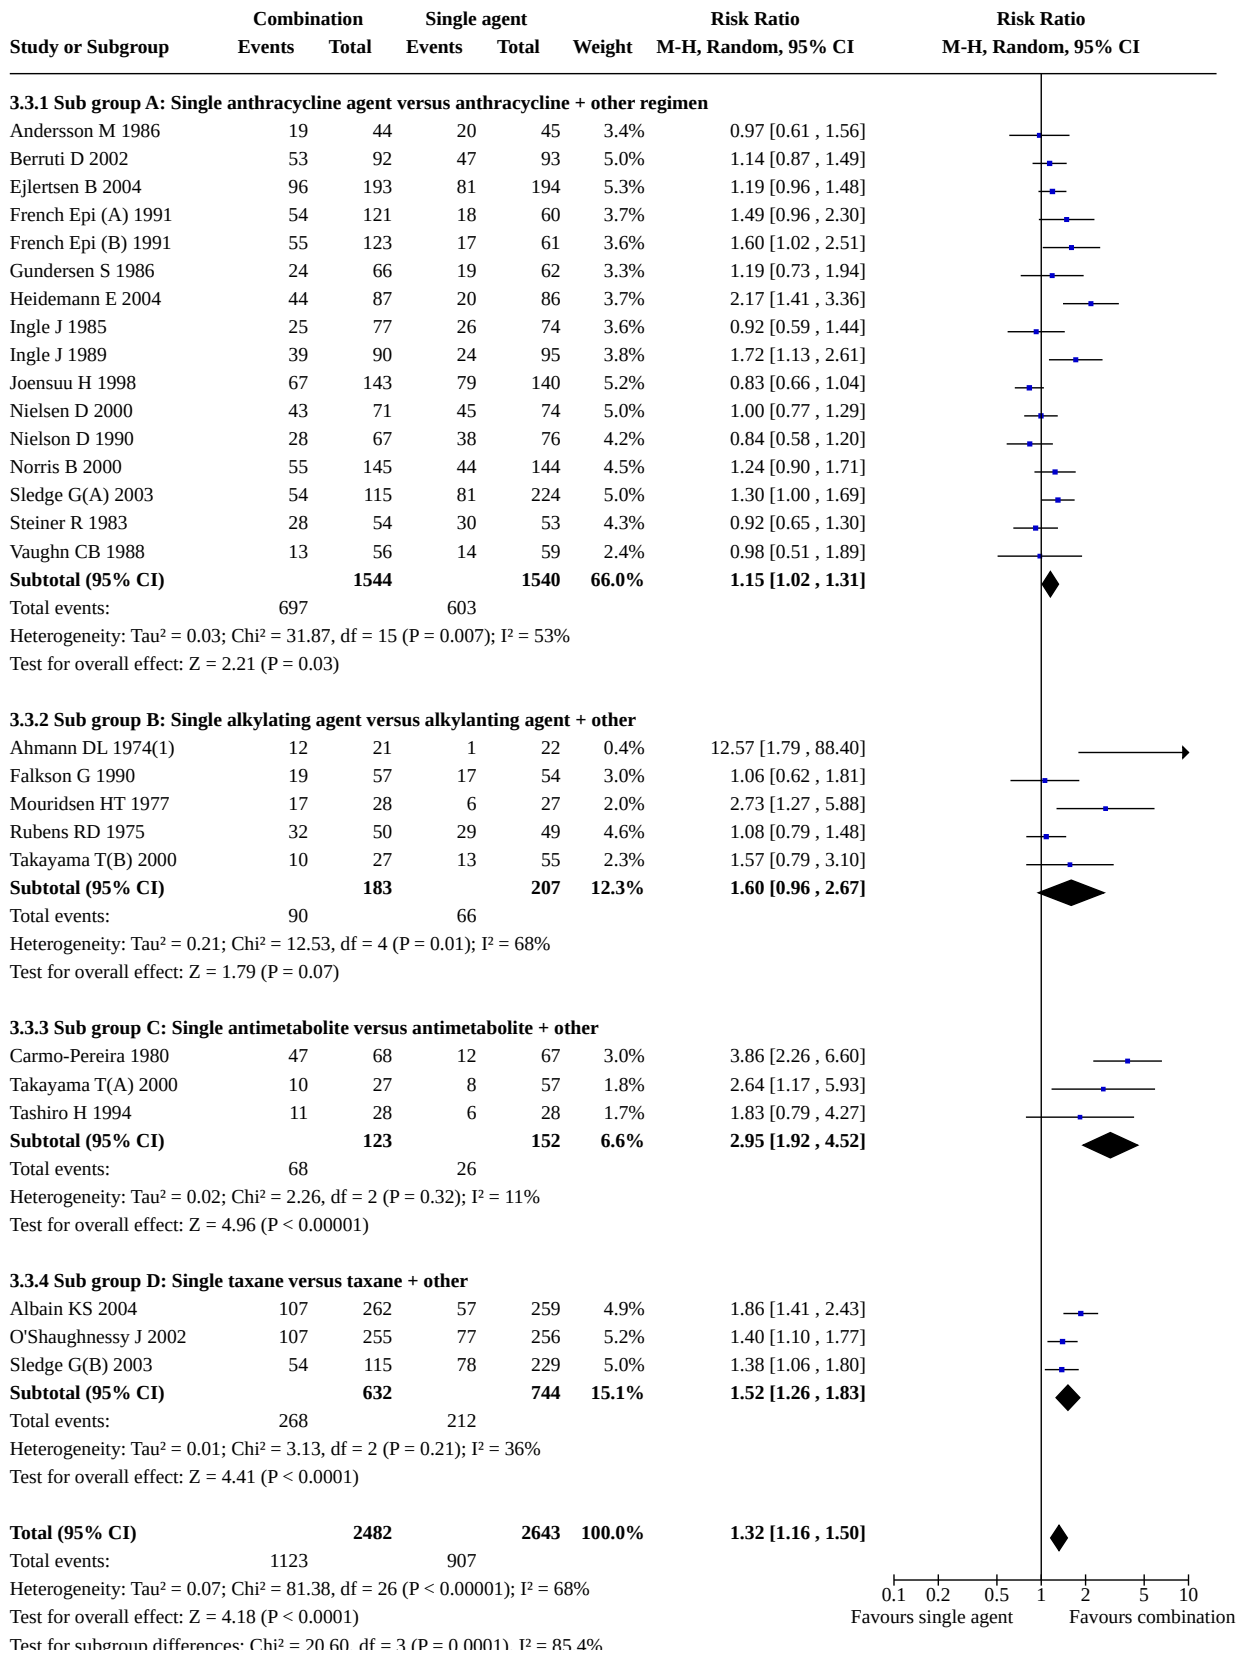 Combination Single agent Risk Ratio Risk Ratio
Study or Subgroup Events Total Events Total Weight M-H, Random, 95% CI M-H, Random, 95% CI
3.3.1 Sub group A: Single anthracycline agent versus anthracycline + other regimen
Andersson M 1986 19 44 20 45 3.4% 0.97 [0.61 , 1.56]
Berruti D 2002 53 92 47 93 5.0% 1.14 [0.87 , 1.49]
Ejlertsen B 2004 96 193 81 194 5.3% 1.19 [0.96 , 1.48]
French Epi (A) 1991 54 121 18 60 3.7% 1.49 [0.96 , 2.30]
French Epi (B) 1991 55 123 17 61 3.6% 1.60 [1.02 , 2.51]
Gundersen S 1986 24 66 19 62 3.3% 1.19 [0.73 , 1.94]
Heidemann E 2004 44 87 20 86 3.7% 2.17 [1.41 , 3.36]
Ingle J 1985 25 77 26 74 3.6% 0.92 [0.59 , 1.44]
Ingle J 1989 39 90 24 95 3.8% 1.72 [1.13 , 2.61]
Joensuu H 1998 67 143 79 140 5.2% 0.83 [0.66 , 1.04]
Nielsen D 2000 43 71 45 74 5.0% 1.00 [0.77 , 1.29]
Nielson D 1990 28 67 38 76 4.2% 0.84 [0.58 , 1.20]
Norris B 2000 55 145 44 144 4.5% 1.24 [0.90 , 1.71]
Sledge G(A) 2003 54 115 81 224 5.0% 1.30 [1.00 , 1.69]
Steiner R 1983 28 54 30 53 4.3% 0.92 [0.65 , 1.30]
Vaughn CB 1988 13 56 14 59 2.4% 0.98 [0.51 , 1.89]
Subtotal (95% CI) 1544 1540 66.0% 1.15 [1.02 , 1.31]
Total events: 697 603
Heterogeneity: Tau² = 0.03; Chi² = 31.87, df = 15 (P = 0.007); I² = 53%
Test for overall effect: Z = 2.21 (P = 0.03)
3.3.2 Sub group B: Single alkylating agent versus alkylanting agent + other
Ahmann DL 1974(1) 12 21 1 22 0.4% 12.57 [1.79 , 88.40]
Falkson G 1990 19 57 17 54 3.0% 1.06 [0.62 , 1.81]
Mouridsen HT 1977 17 28 6 27 2.0% 2.73 [1.27 , 5.88]
Rubens RD 1975 32 50 29 49 4.6% 1.08 [0.79 , 1.48]
Takayama T(B) 2000 10 27 13 55 2.3% 1.57 [0.79 , 3.10]
Subtotal (95% CI) 183 207 12.3% 1.60 [0.96 , 2.67]
Total events: 90 66
Heterogeneity: Tau² = 0.21; Chi² = 12.53, df = 4 (P = 0.01); I² = 68%
Test for overall effect: Z = 1.79 (P = 0.07)
3.3.3 Sub group C: Single antimetabolite versus antimetabolite + other
Carmo-Pereira 1980 47 68 12 67 3.0% 3.86 [2.26 , 6.60]
Takayama T(A) 2000 10 27 8 57 1.8% 2.64 [1.17 , 5.93]
Tashiro H 1994 11 28 6 28 1.7% 1.83 [0.79 , 4.27]
Subtotal (95% CI) 123 152 6.6% 2.95 [1.92 , 4.52]
Total events: 68 26
Heterogeneity: Tau² = 0.02; Chi² = 2.26, df = 2 (P = 0.32); I² = 11%
Test for overall effect: Z = 4.96 (P < 0.00001)
3.3.4 Sub group D: Single taxane versus taxane + other
Albain KS 2004 107 262 57 259 4.9% 1.86 [1.41 , 2.43]
O'Shaughnessy J 2002 107 255 77 256 5.2% 1.40 [1.10 , 1.77]
Sledge G(B) 2003 54 115 78 229 5.0% 1.38 [1.06 , 1.80]
Subtotal (95% CI) 632 744 15.1% 1.52 [1.26 , 1.83]
Total events: 268 212
Heterogeneity: Tau² = 0.01; Chi² = 3.13, df = 2 (P = 0.21); I² = 36%
Test for overall effect: Z = 4.41 (P < 0.0001)
Total (95% CI) 2482 2643 100.0% 1.32 [1.16 , 1.50]
Total events: 1123 907
Heterogeneity: Tau² = 0.07; Chi² = 81.38, df = 26 (P < 0.00001); I² = 68%
0.1 0.2 0.5 1 2 5 10
Test for overall effect: Z = 4.18 (P < 0.0001)
Favours single agent Favours combination
Test for subgroup differences: Chi² = 20.60, df = 3 (P = 0.0001), I² = 85.4%